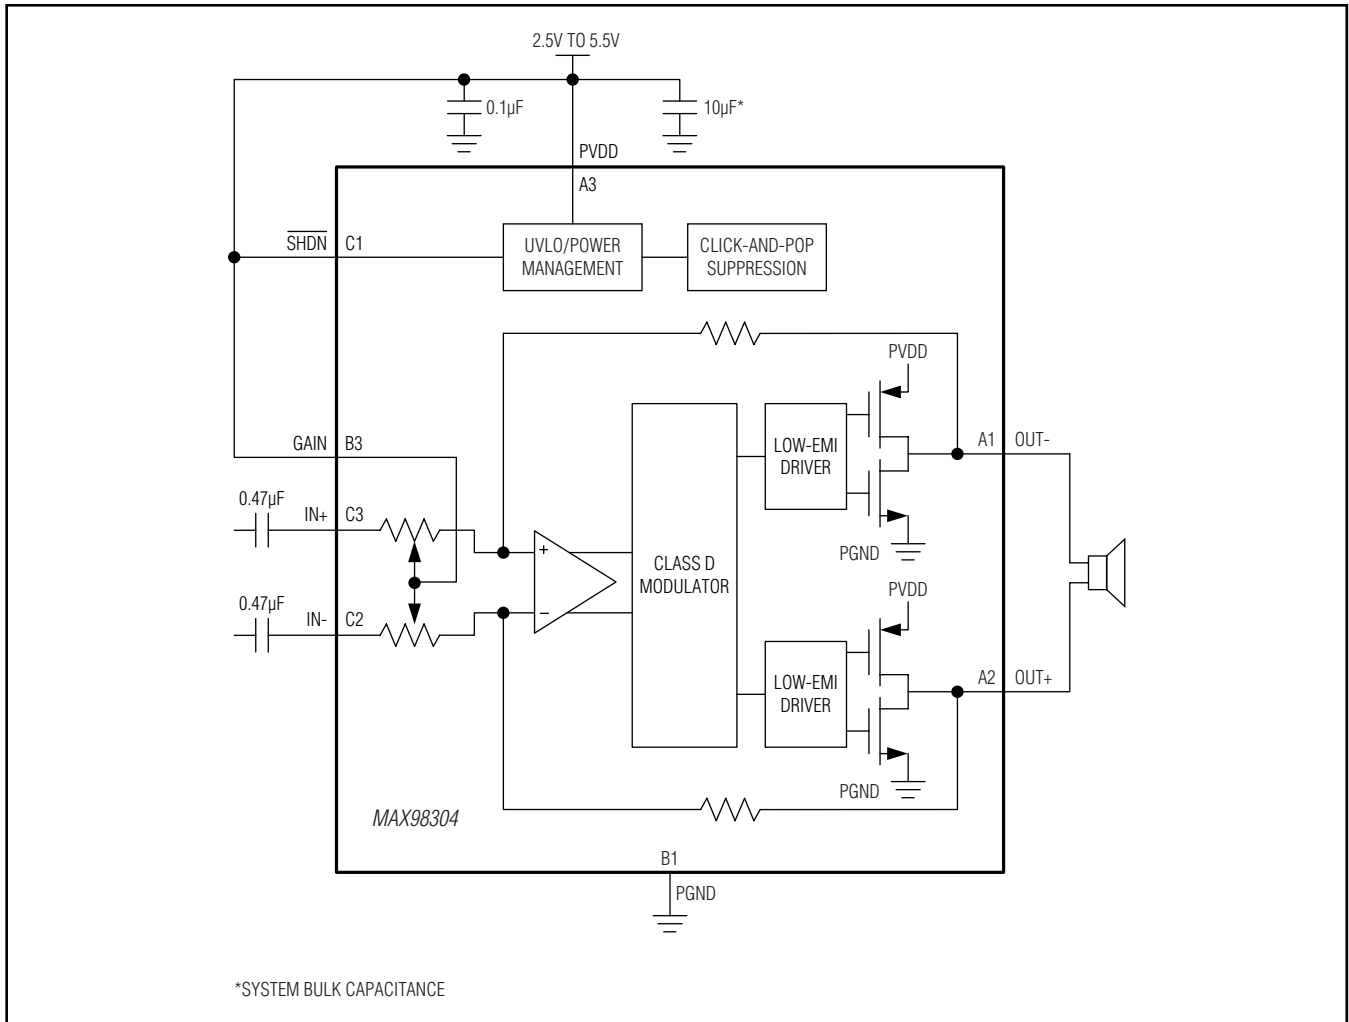 2.5V TO 5.5V
0.1µF
10µF*
PVDD
A3
SHDN
C1
UVLO/POWER
MANAGEMENT
CLICK-AND-POP
SUPPRESSION
PVDD
GAIN
B3
LOW-EMI
DRIVER
A1
OUT-
0.47µF
IN+
C3
PGND
+
CLASS D
MODULATOR
PVDD
0.47µF
IN-
C2
−
LOW-EMI
DRIVER
A2
OUT+
PGND
MAX98304
B1
PGND
*SYSTEM BULK CAPACITANCE